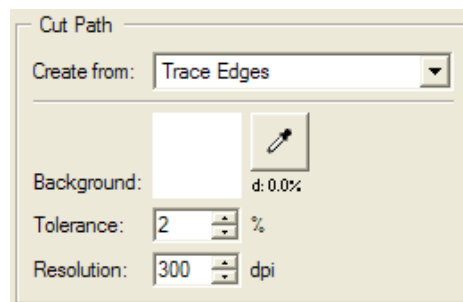 Cut Path
Create from: Trace Edges
Background: d: 0.0%
Tolerance: 2 %
Resolution: 300 dpi